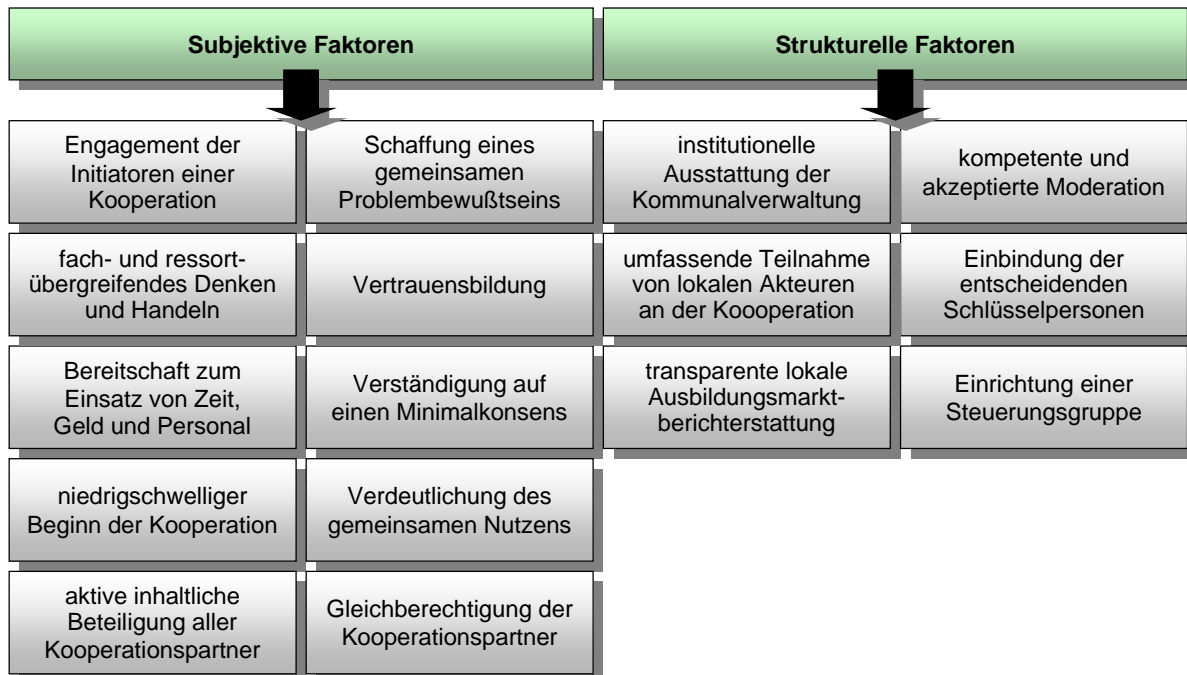 Subjektive Faktoren
Strukturelle Faktoren
Engagement der
Initiatoren einer
Kooperation
Schaffung eines
gemeinsamen
Problembewußtseins
institutionelle
Ausstattung der
Kommunalverwaltung
kompetente und
akzeptierte Moderation
fach- und ressort-
übergreifendes Denken
und Handeln
Vertrauensbildung
umfassende Teilnahme
von lokalen Akteuren
an der Koooperation
Einbindung der
entscheidenden
Schlüsselpersonen
Bereitschaft zum
Einsatz von Zeit,
Geld und Personal
Verständigung auf
einen Minimalkonsens
transparente lokale
Ausbildungsmarkt-
berichterstattung
Einrichtung einer
Steuerungsgruppe
niedrigschwelliger
Beginn der Kooperation
Verdeutlichung des
gemeinsamen Nutzens
aktive inhaltliche
Beteiligung aller
Kooperationspartner
Gleichberechtigung der
Kooperationspartner